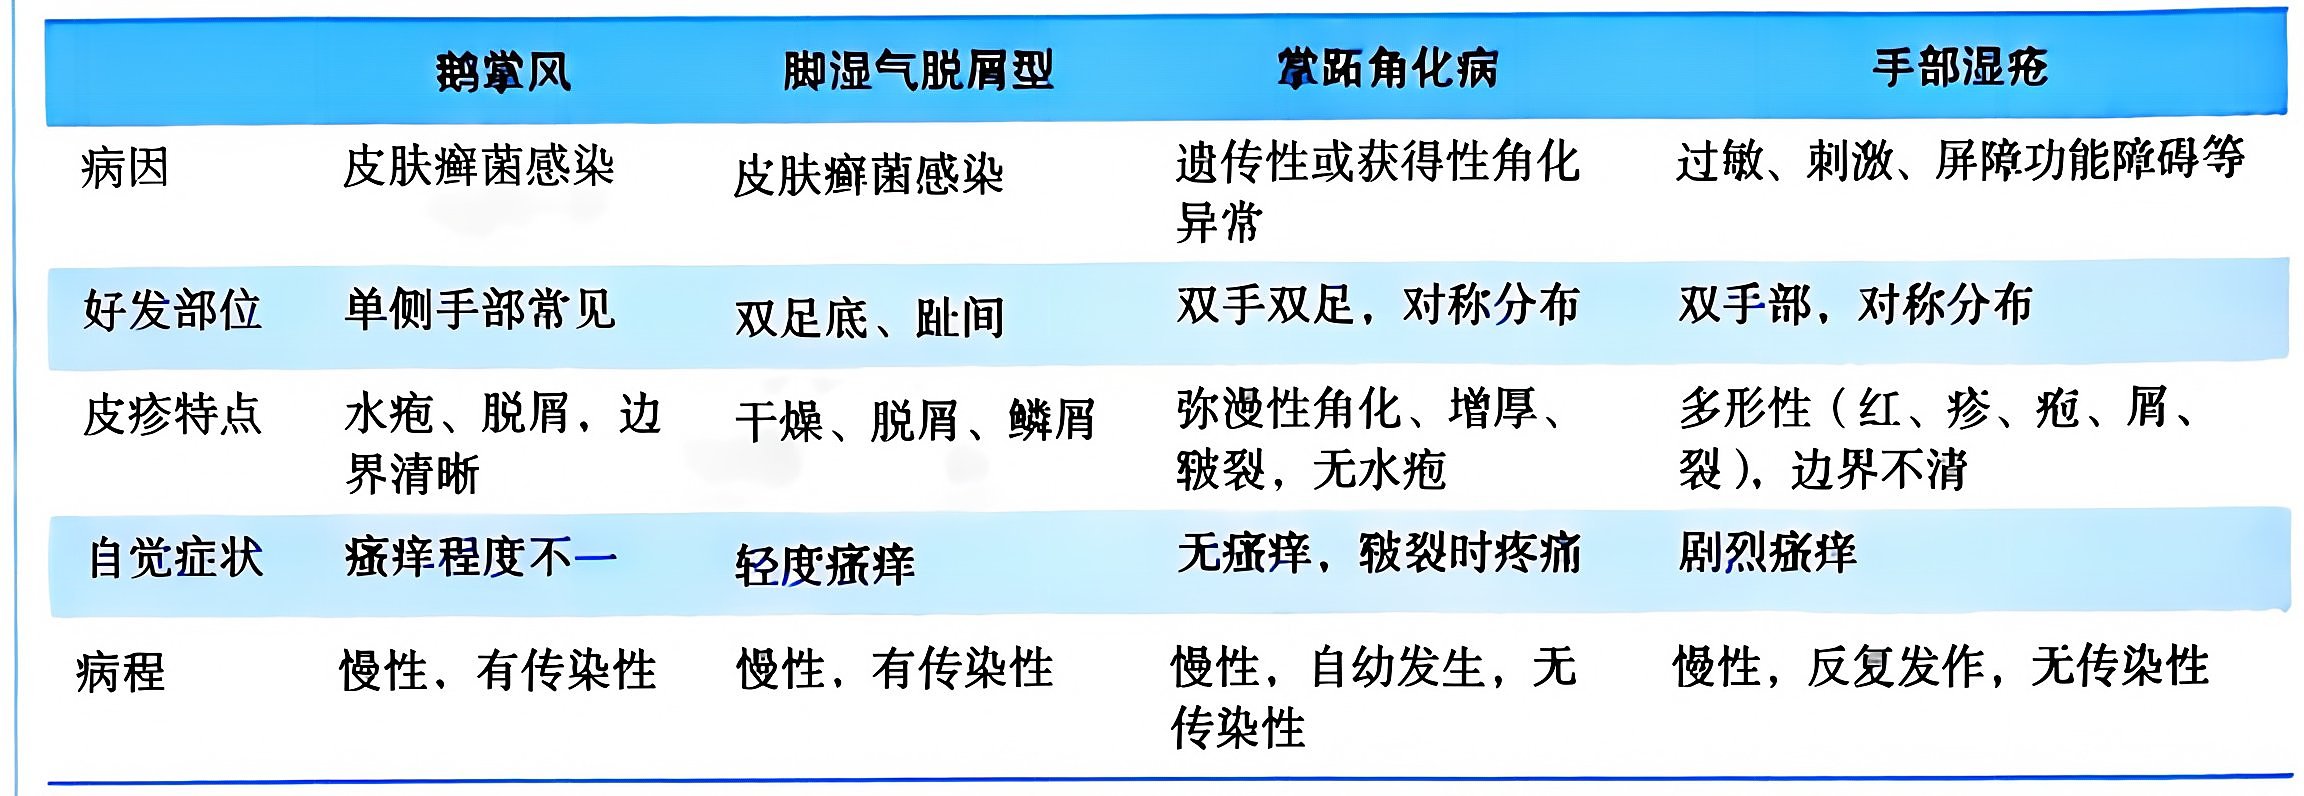 鹅掌风 脚湿气脱屑型 掌跖角化病 手部湿疮
病因 皮肤癣菌感染 皮肤癣菌感染 遗传性或获得性角化 过敏、刺激、屏障功能障碍等
异常
好发部位 单侧手部常见 双足底、趾间 双手双足，对称分布 双手部，对称分布
皮疹特点 水疱、脱屑，边 干燥、脱屑、鳞屑 弥漫性角化、增厚、 多形性（红、疹、疱、屑、
界清晰 皲裂，无水疱 裂），边界不清
自觉症状 瘙痒程度不一 轻度瘙痒 无瘙痒，皲裂时疼痛 剧烈瘙痒
病程 慢性，有传染性 慢性，有传染性 慢性，自幼发生，无 慢性，反复发作，无传染性
传染性